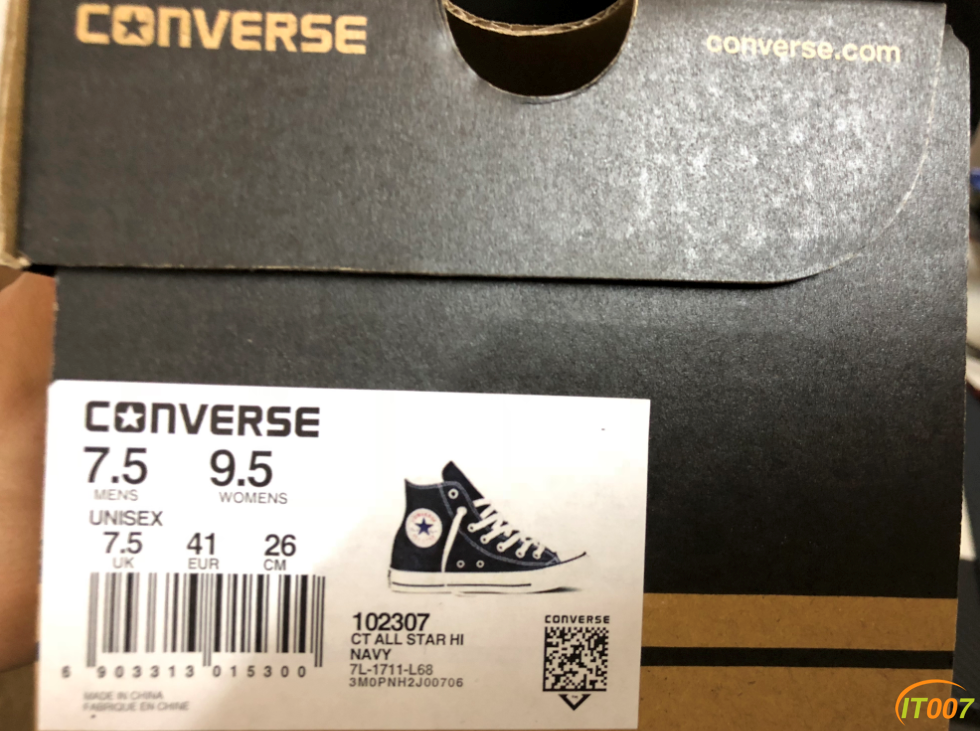 CONVERSE
converse.com
CONVERSE
7.5 9.5
MENS WOMENS
UNISEX
7.5 41 26
UK EUR CM
6 903313 015300
MADE IN CHINA
FABRIQUE EN CHINE
102307
CT ALL STAR HI
NAVY
7L-1711-L68
3M0PNH2J00706
CONVERSE
IT007